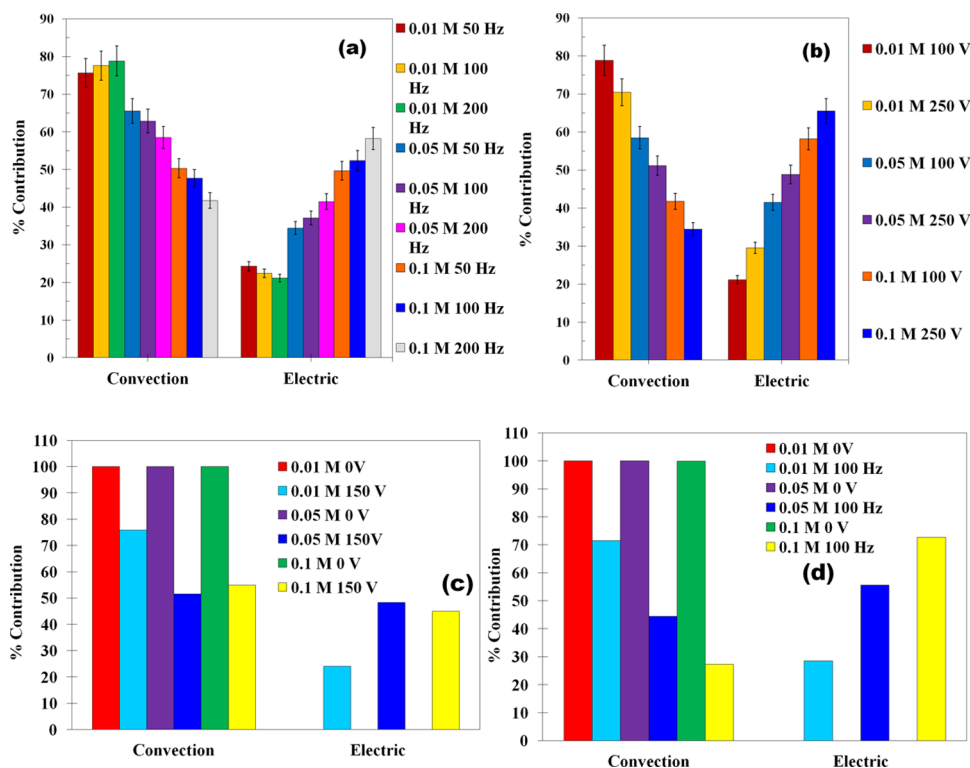 90
80
70
60
50
40
30
20
10
0
% Contribution
Convection
Electric
(a)
0.01 M 50 Hz
0.01 M 100
Hz
0.01 M 200
Hz
0.05 M 50 Hz
0.05 M 100
Hz
0.05 M 200
Hz
0.1 M 50 Hz
0.1 M 100 Hz
0.1 M 200 Hz
90
80
70
60
50
40
30
20
10
0
% Contribution
Convection
Electric
(b)
0.01 M 100 V
0.01 M 250 V
0.05 M 100 V
0.05 M 250 V
0.1 M 100 V
0.1 M 250 V
110
100
90
80
70
60
50
40
30
20
10
0
% Contribution
Convection
Electric
0.01 M 0V
0.01 M 150 V
0.05 M 0 V
0.05 M 150V
0.1 M 0 V
0.1 M 150 V
(c)
110
100
90
80
70
60
50
40
30
20
10
0
% Contribution
Convection
Electric
0.01 M 0V
0.01 M 100 Hz
0.05 M 0 V
0.05 M 100 Hz
0.1 M 0 V
0.1 M 100 Hz
(d)